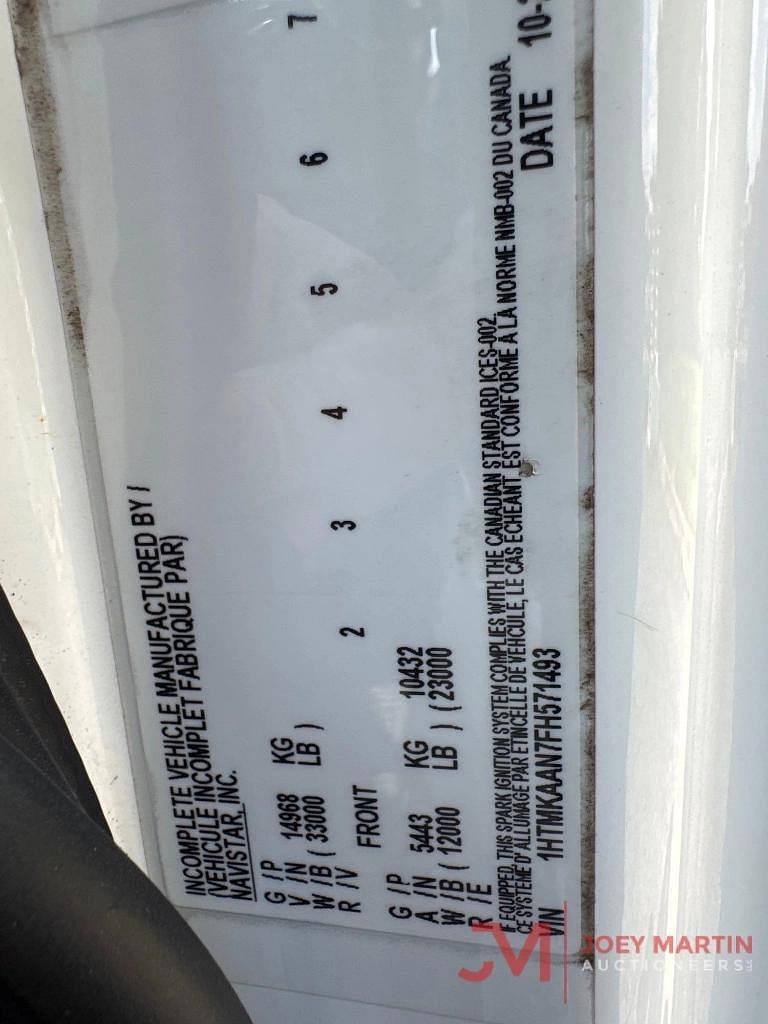 INCOMPLETE VEHICLE MANUFACTURED BY /
(VEHICULE INCOMPLET FABRIQUE PAR)
NAVISTAR, INC.
G /P
V /N 14968 KG
W /B ( 33000 LB )
R /V
FRONT 2 3 4 5 6 7
G /P
A /N 5443 KG 10432
W /B ( 12000 LB ) ( 23000
R /E
IF EQUIPPED, THIS SPARK IGNITION SYSTEM COMPLIES WITH THE CANADIAN STANDARD ICES-002.
CE SYSTEME D' ALLUMAGE PAR ETINCELLE DE VEHICULE, LE CAS ECHEANT, EST CONFORME A LA NORME NMB-002 DU CANADA.
VIN 1HTMKAAN7FH571493 DATE 10-
JM JOEY MARTIN
AUCTIONEERS LLC